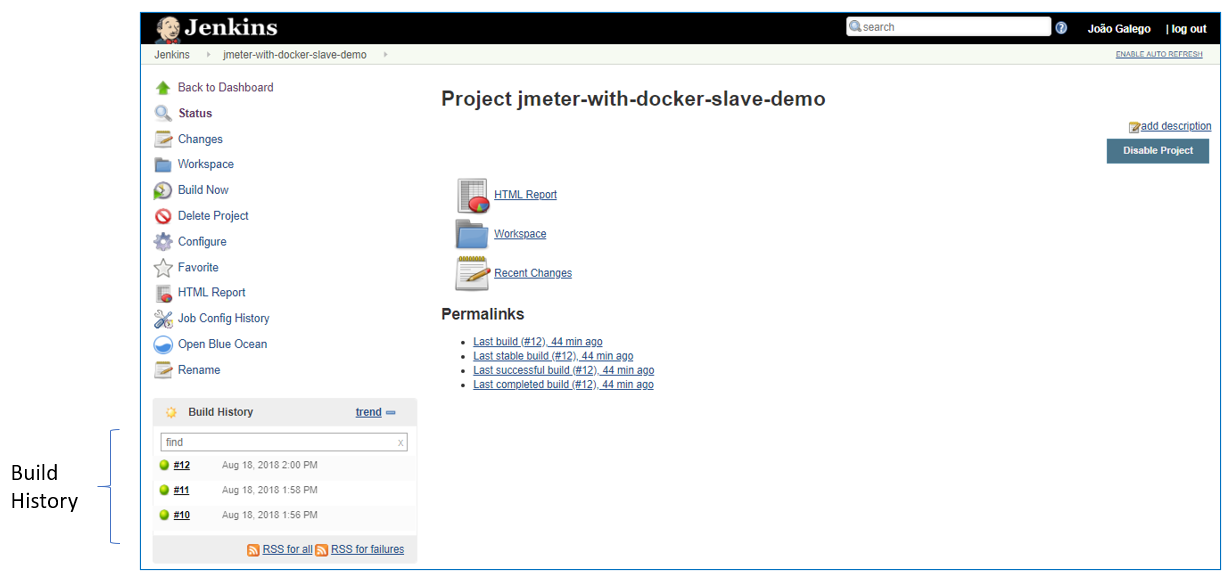 Jenkins
search
João Galego
| log out
Jenkins
jmeter-with-docker-slave-demo
ENABLE AUTO REFRESH
Back to Dashboard
Status
Changes
Workspace
Build Now
Delete Project
Configure
Favorite
HTML Report
Job Config History
Open Blue Ocean
Rename
Project jmeter-with-docker-slave-demo
add description
Disable Project
HTML Report
Workspace
Recent Changes
Permalinks
Last build (#12), 44 min ago
Last stable build (#12), 44 min ago
Last successful build (#12), 44 min ago
Last completed build (#12), 44 min ago
Build History
trend
find
x
#12 Aug 18, 2018 2:00 PM
#11 Aug 18, 2018 1:58 PM
#10 Aug 18, 2018 1:56 PM
RSS for all RSS for failures
Build
History